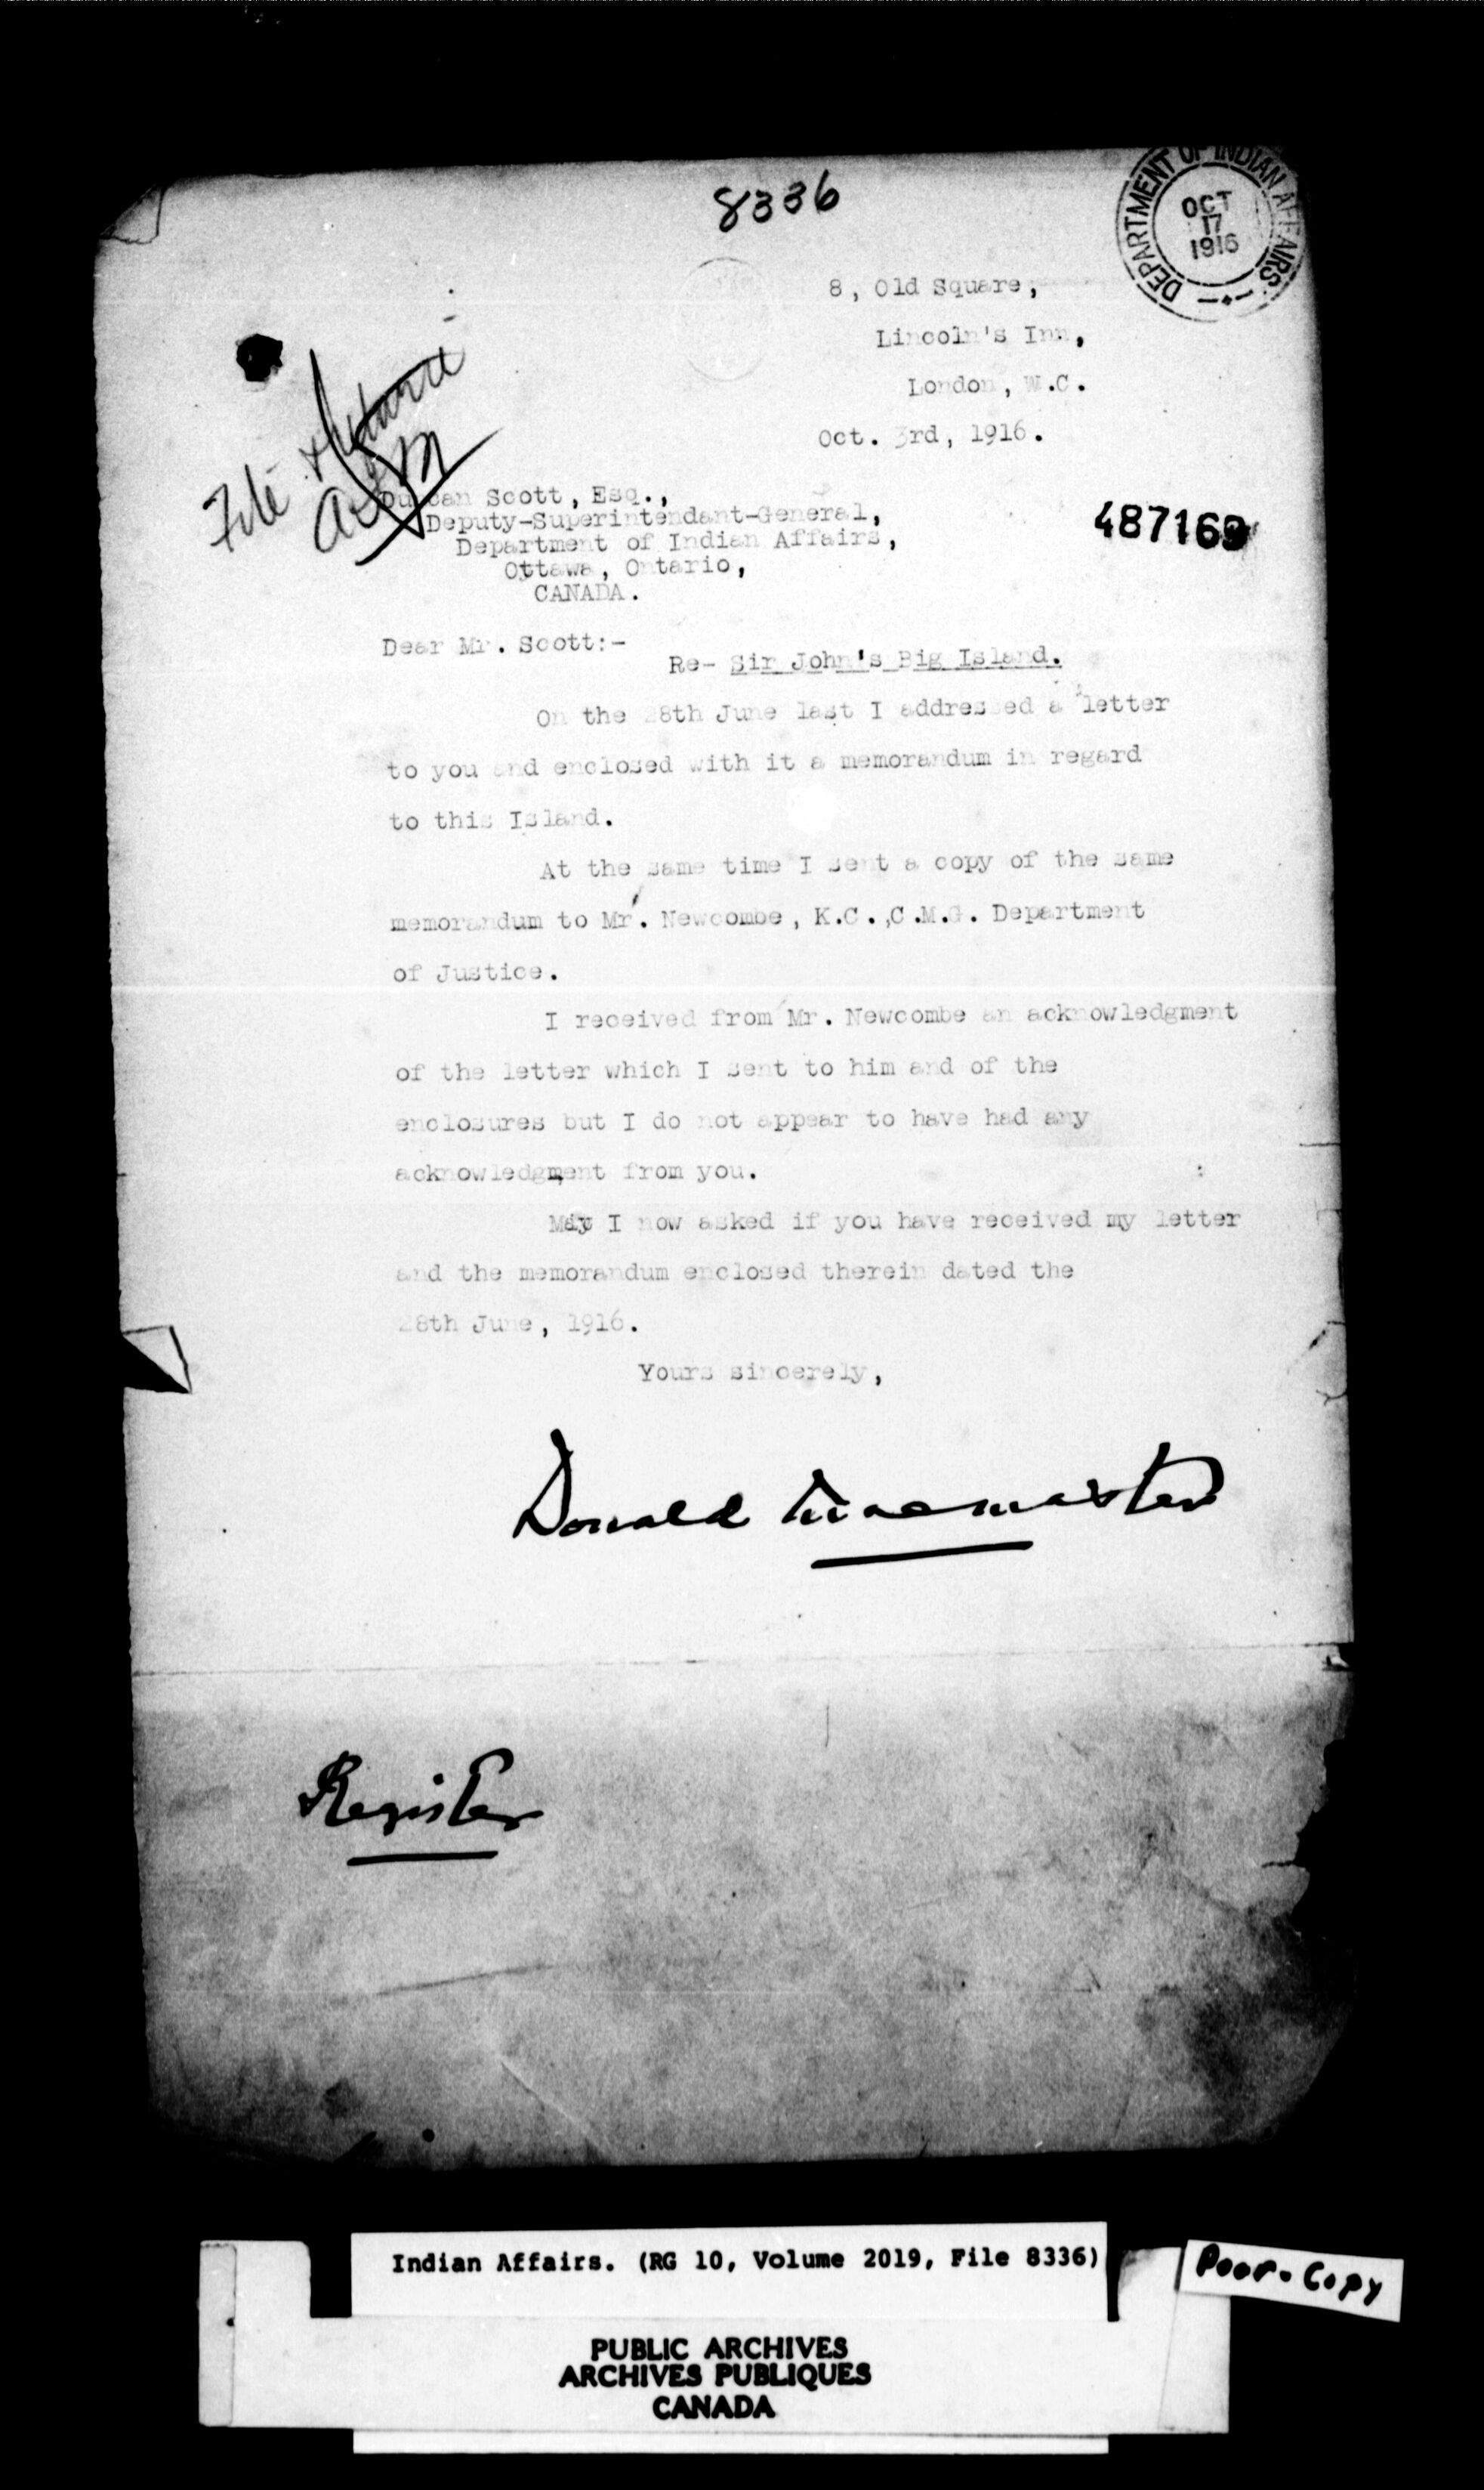 8336
DEPARTMENT OF INDIAN AFFAIRS
OCT
17
1916
8, Old Square,
Lincoln's Inn,
London, W.C.
Oct. 3rd, 1916.
File &
Duncan Scott, Esq.,
Deputy-Superintendant-General,
Department of Indian Affairs,
Ottawa, Ontario,
CANADA.
487169
Dear Mr. Scott:-
Re- Sir John's Big Island.
On the 28th June last I addressed a letter
to you and enclosed with it a memorandum in regard
to this Island.
At the same time I sent a copy of the same
memorandum to Mr. Newcombe, K.C.,C.M.G. Department
of Justice.
I received from Mr. Newcombe an acknowledgment
of the letter which I sent to him and of the
enclosures but I do not appear to have had any
acknowledgment from you.
May I now asked if you have received my letter
and the memorandum enclosed therein dated the
28th June, 1916.
Yours sincerely,
Donald Macmaster
Register
Indian Affairs. (RG 10, Volume 2019, File 8336)
Poor-Copy
PUBLIC ARCHIVES
ARCHIVES PUBLIQUES
CANADA